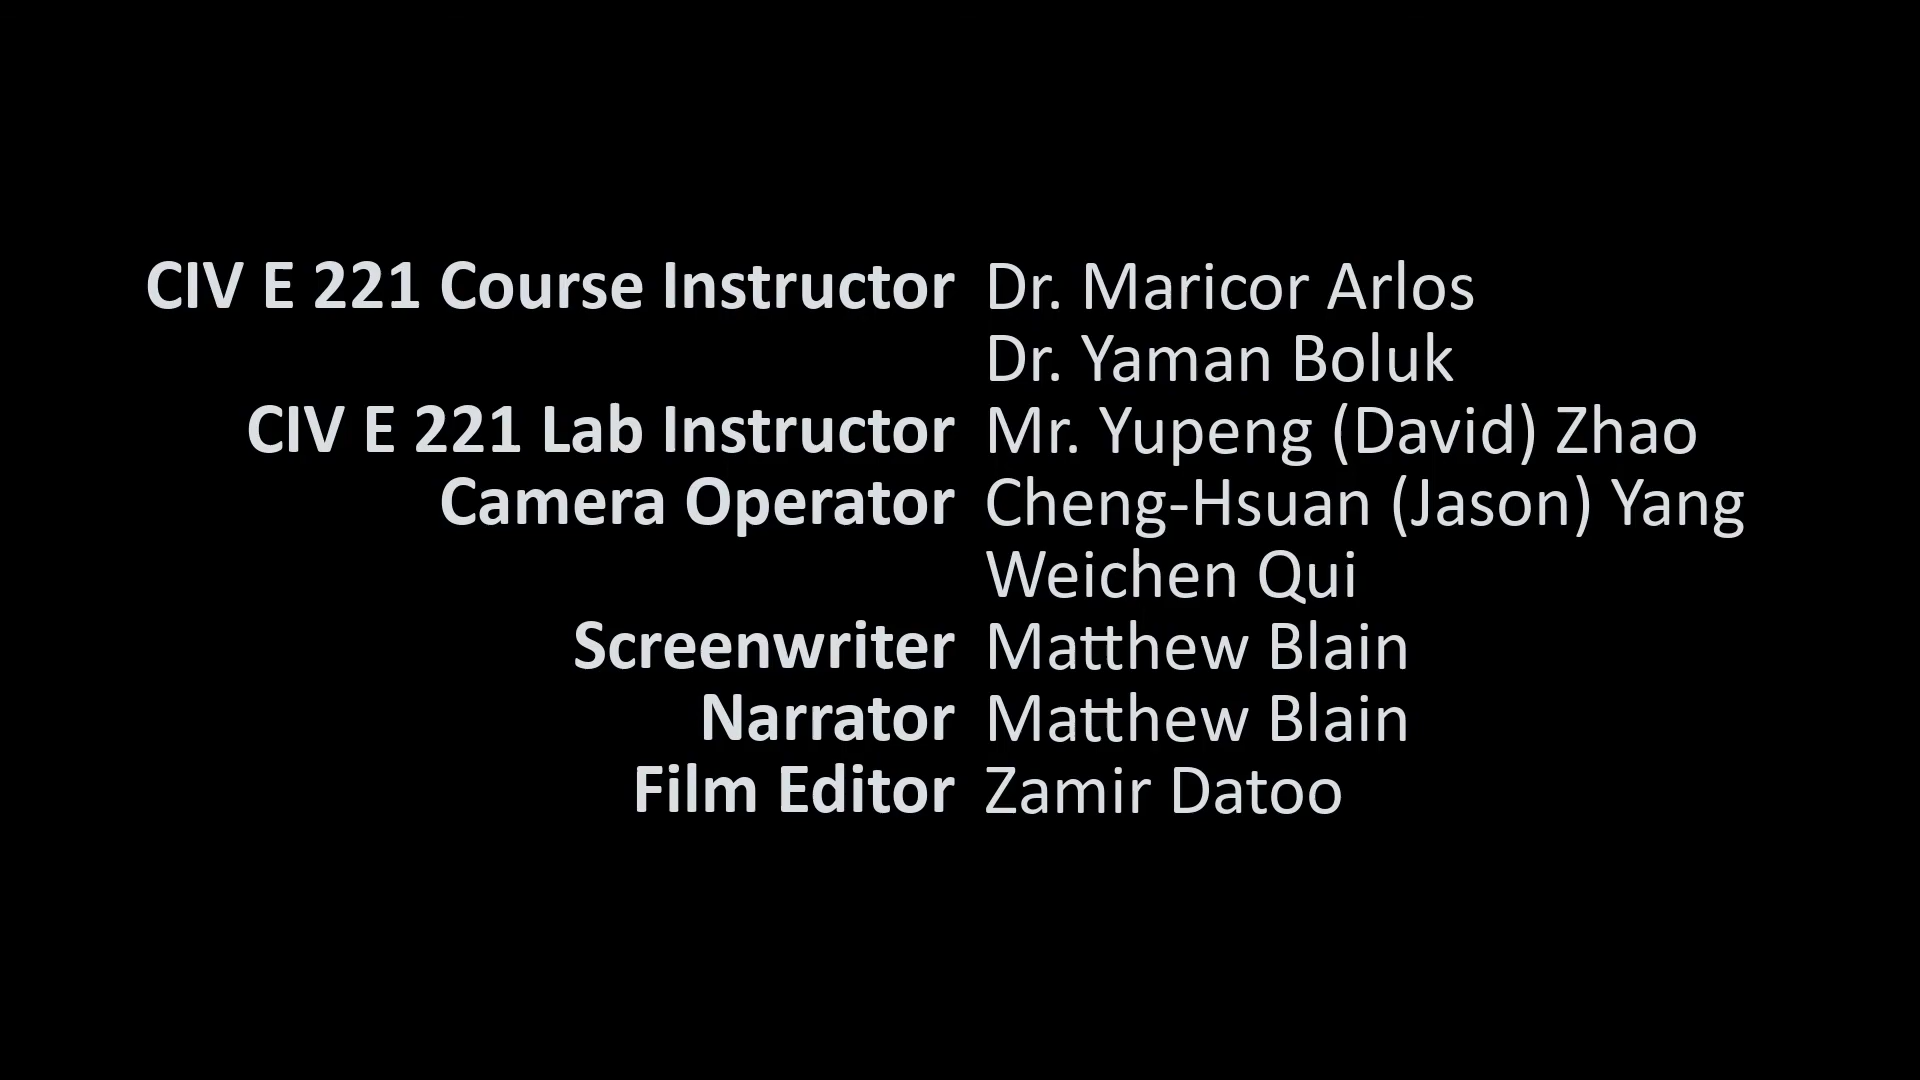 CIV E 221 Course Instructor Dr. Maricor Arlos
Dr. Yaman Boluk
CIV E 221 Lab Instructor Mr. Yupeng (David) Zhao
Camera Operator Cheng-Hsuan (Jason) Yang
Weichen Qui
Screenwriter Matthew Blain
Narrator Matthew Blain
Film Editor Zamir Datoo